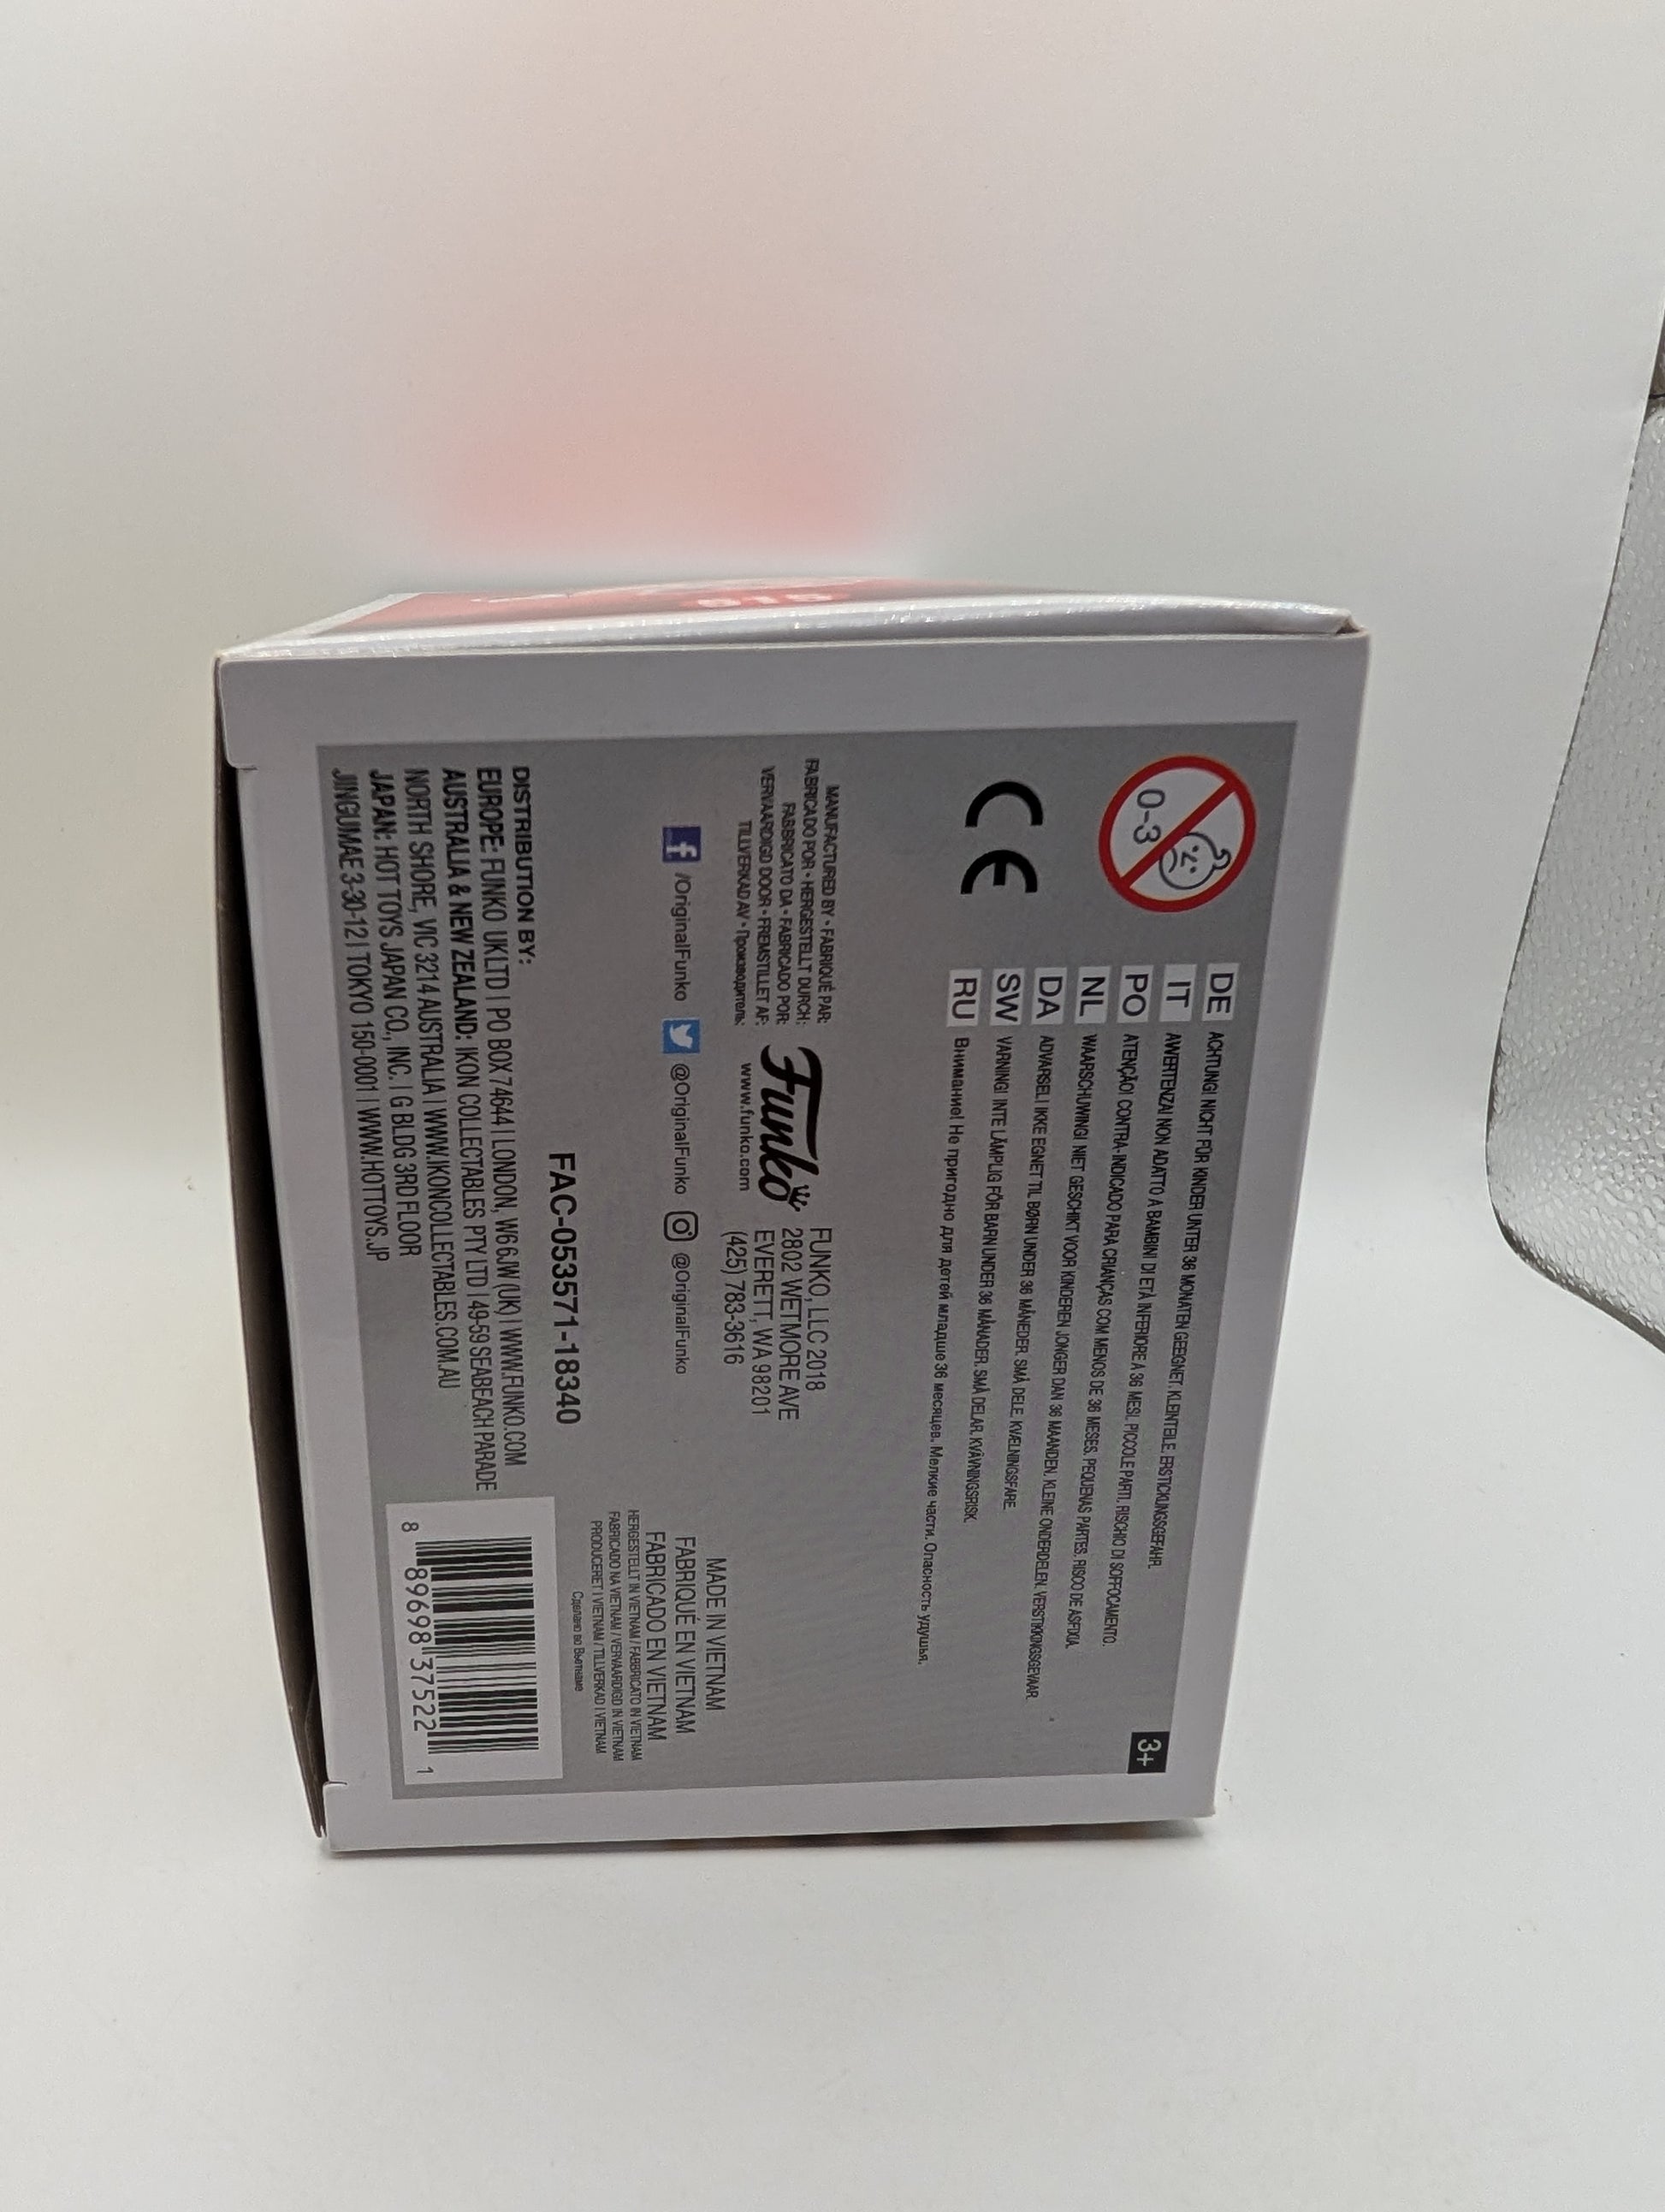 0-3
DE ACHTUNG! NICHT FÜR KINDER UNTER 36 MONATEN GEEIGNET. KLEINTEILE. ERSTICKUNGSGEFAHR.
IT AVVERTENZA! NON ADATTO A BAMBINI DI ETÀ INFERIORE A 36 MESI. PICCOLE PARTI. RISCHIO DI SOFFOCAMENTO.
PO ATENÇÃO! CONTRA-INDICADO PARA CRIANÇAS COM MENOS DE 36 MESES. PEQUENAS PARTES. RISCO DE ASFIXIA.
NL WAARSCHUWING! NIET GESCHIKT VOOR KINDEREN JONGER DAN 36 MAANDEN. KLEINE ONDERDELEN. VERSTIKKINGSGEVAAR.
DA ADVARSEL! IKKE EGNET TIL BØRN UNDER 36 MÅNEDER. SMÅ DELE. KVÆLNINGSFARE.
SW VARNING! INTE LÄMPLIG FÖR BARN UNDER 36 MÅNADER. SMÅ DELAR. KVÄVNINGSRISK.
RU Внимание! Не пригодно для детей младше 36 месяцев. Мелкие части. Опасность удушья.
3+
CE
MANUFACTURED BY • FABRIQUÉ PAR:
FABRICADO POR • HERGESTELLT DURCH:
FABBRICATO DA • FABRICADO POR:
VERVAARDIGD DOOR • FREMSTILLET AF:
TILLVERKAD AV • Производитель:
Funko
www.funko.com
FUNKO, LLC 2018
2802 WETMORE AVE
EVERETT, WA 98201
(425) 783-3616
/OriginalFunko @OriginalFunko @OriginalFunko
MADE IN VIETNAM
FABRIQUÉ EN VIETNAM
FABRICADO EN VIETNAM
HERGESTELLT IN VIETNAM / FABBRICATO IN VIETNAM
FABRICADO NA VIETNAM / VERVAARDIGD IN VIETNAM
PRODUCERET I VIETNAM / TILLVERKAD I VIETNAM
Сделано во Вьетнаме
FAC-053571-18340
DISTRIBUTION BY:
EUROPE: FUNKO UK LTD | PO BOX 74644 | LONDON, W6 6JW (UK) | WWW.FUNKO.COM
AUSTRALIA & NEW ZEALAND: IKON COLLECTABLES PTY LTD | 49-59 SEABEACH PARADE
NORTH SHORE, VIC 3214 AUSTRALIA | WWW.IKONCOLLECTABLES.COM.AU
JAPAN: HOT TOYS JAPAN CO., INC. | G BLDG 3RD FLOOR
JINGUMAE 3-30-12 | TOKYO 150-0001 | WWW.HOTTOYS.JP
8 89698 37522 1